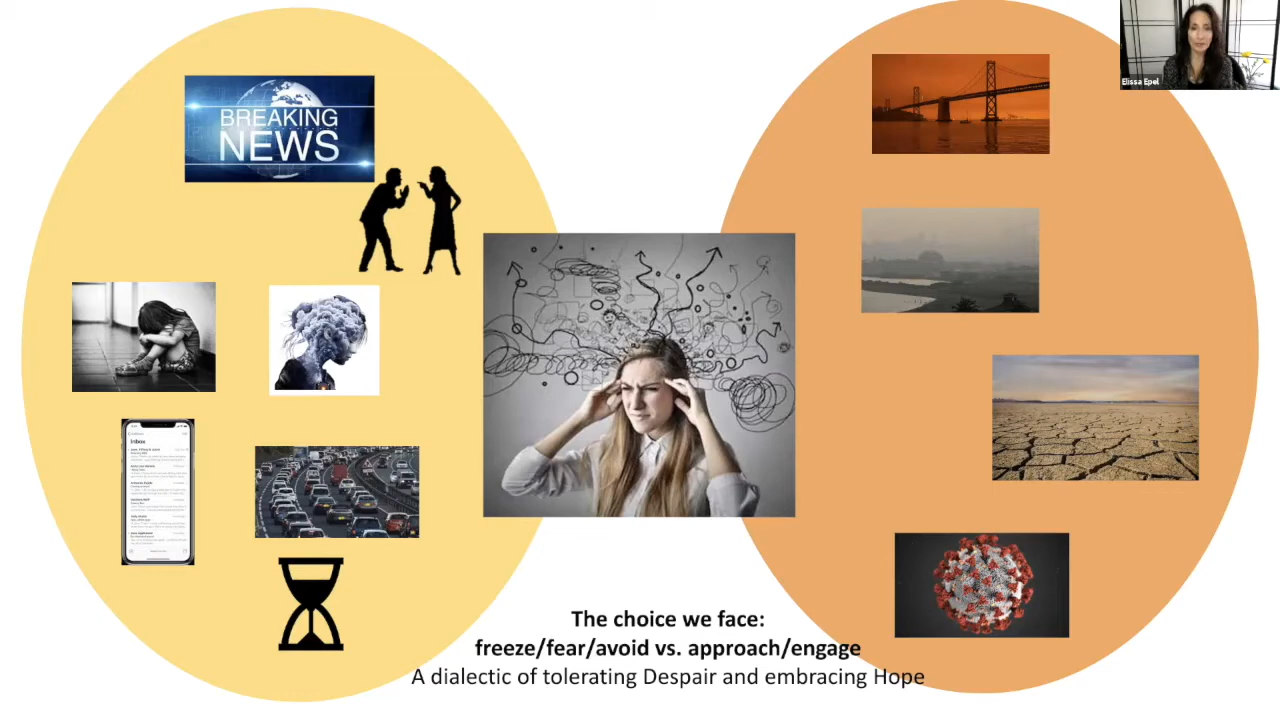 Elissa Epel
BREAKING
NEWS
Inbox
The choice we face:
freeze/fear/avoid vs. approach/engage
A dialectic of tolerating Despair and embracing Hope